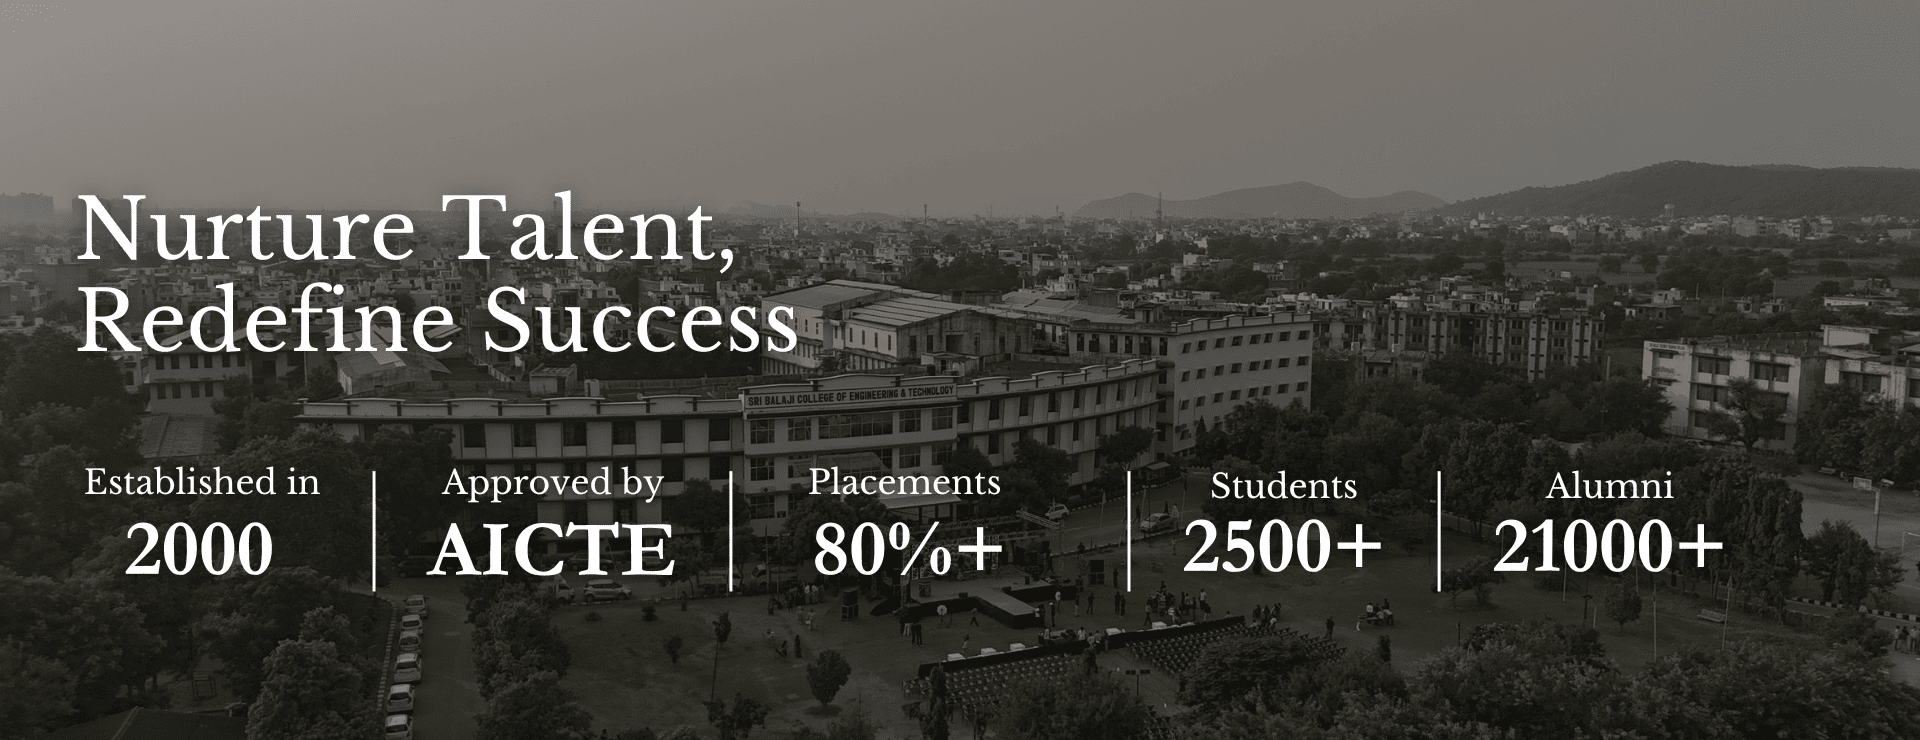 Nurture Talent,
Redefine Success
SRI BALAJI COLLEGE OF ENGINEERING & TECHNOLOGY
Established in
2000
Approved by
AICTE
Placements
80%+
Students
2500+
Alumni
21000+